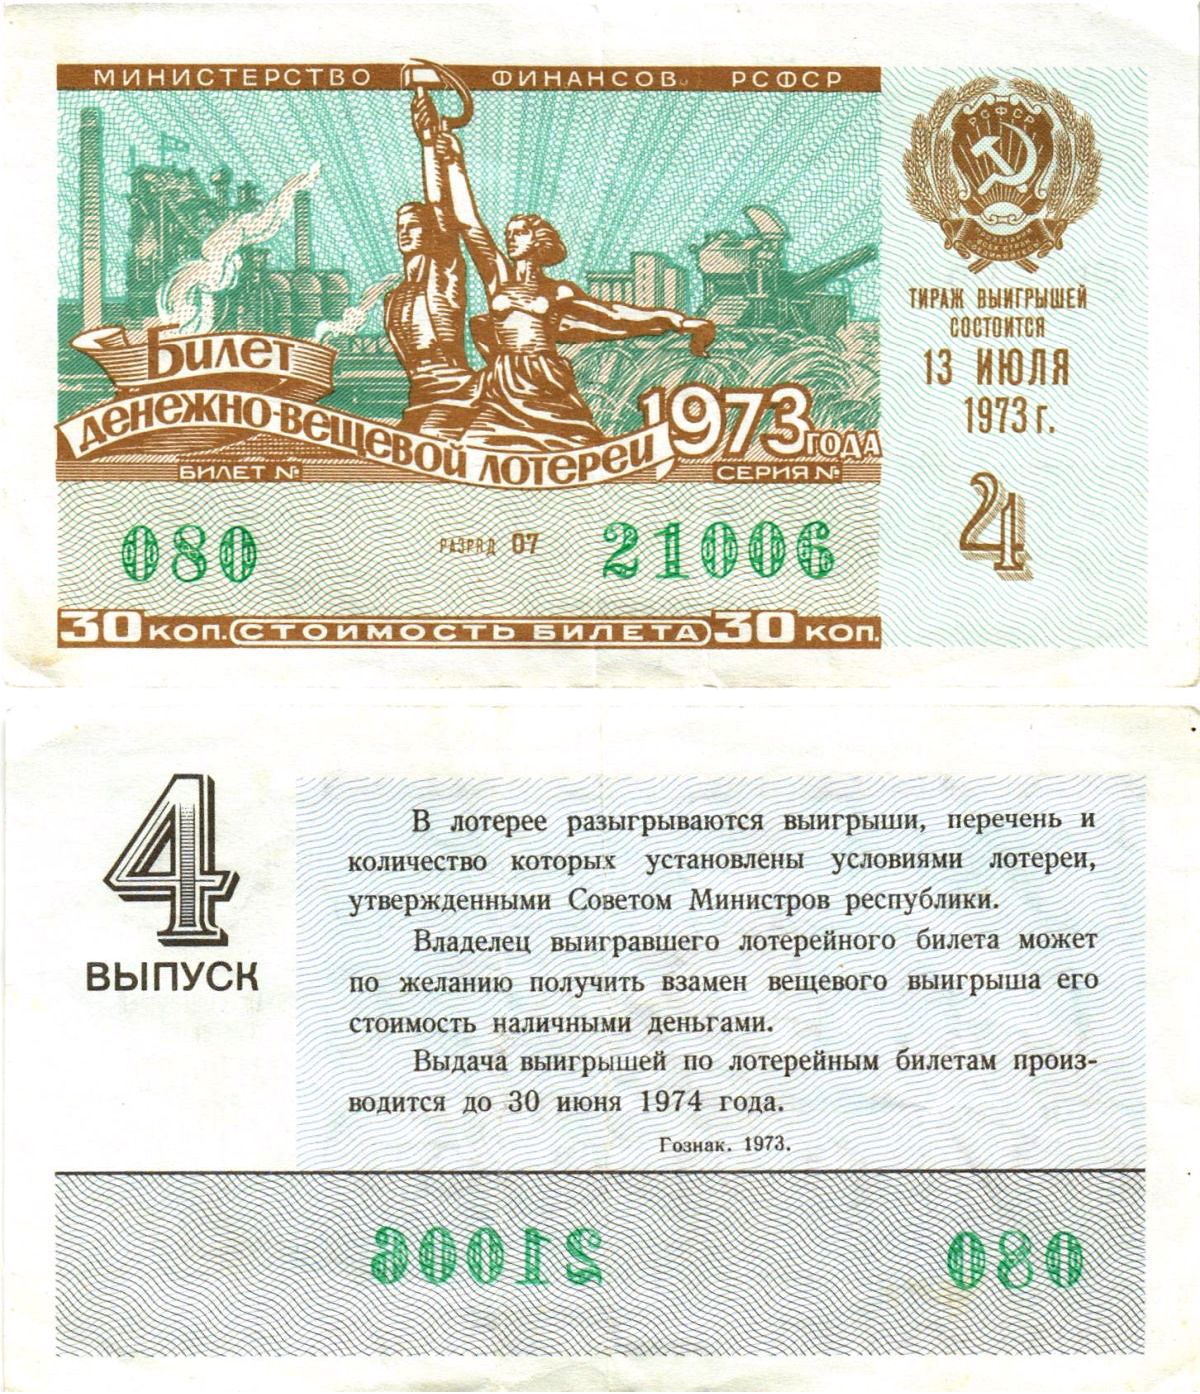 МИНИСТЕРСТВО ФИНАНСОВ РСФСР
РСФСР
ТИРАЖ ВЫИГРЫШЕЙ
СОСТОИТСЯ
13 ИЮЛЯ
1973 г.
4
Билет
денежно-вещевой лотереи 1973 ГОДА
БИЛЕТ № СЕРИЯ №
080 РАЗРЯД 07 21006
30 КОП. СТОИМОСТЬ БИЛЕТА 30 КОП.
4
ВЫПУСК
В лотерее разыгрываются выигрыши, перечень и
количество которых установлены условиями лотереи,
утвержденными Советом Министров республики.
Владелец выигравшего лотерейного билета может
по желанию получить взамен вещевого выигрыша его
стоимость наличными деньгами.
Выдача выигрышей по лотерейным билетам произ-
водится до 30 июня 1974 года.
Гознак. 1973.
21006 080